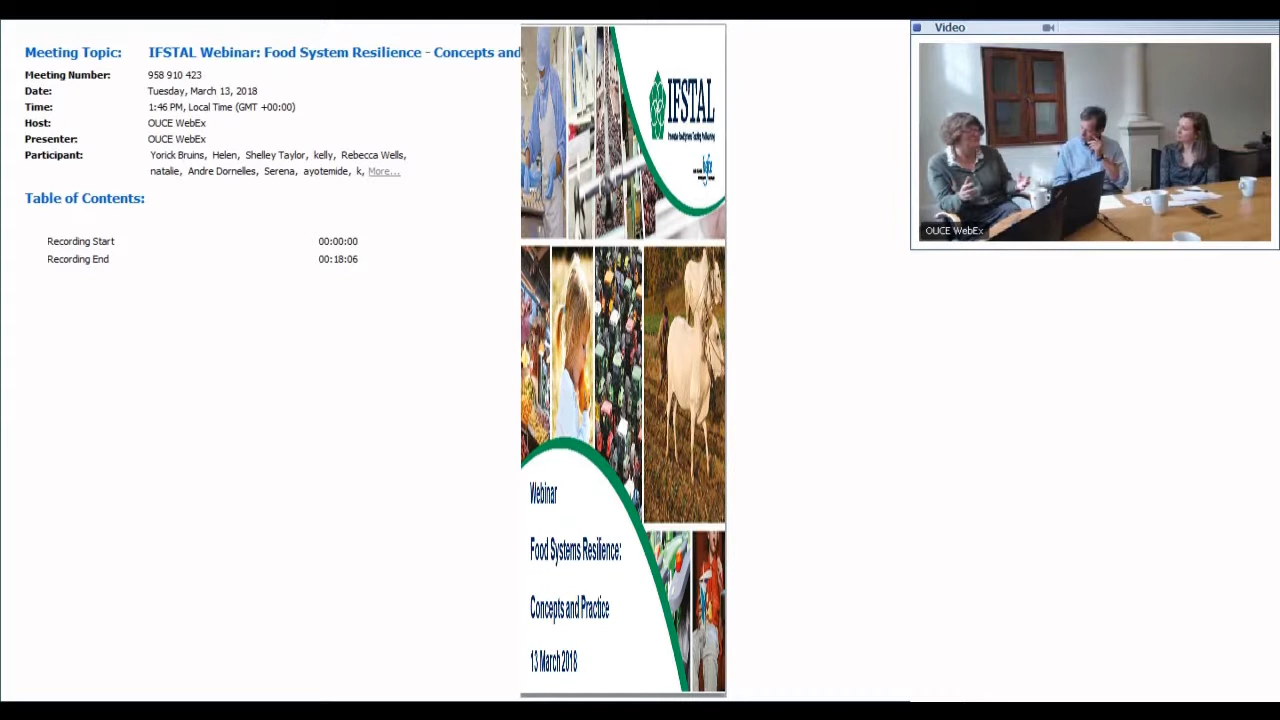 Meeting Topic: IFSTAL Webinar: Food System Resilience - Concepts and
Meeting Number: 958 910 423
Date: Tuesday, March 13, 2018
Time: 1:46 PM, Local Time (GMT +00:00)
Host: OUCE WebEx
Presenter: OUCE WebEx
Participant: Yorick Bruins, Helen, Shelley Taylor, kelly, Rebecca Wells,
natalie, Andre Dornelles, Serena, ayotemide, k, More...
Table of Contents:
Recording Start 00:00:00
Recording End 00:18:06
IFSTAL
Webinar
Food Systems Resilience:
Concepts and Practice
13 March 2018
Video
OUCE WebEx